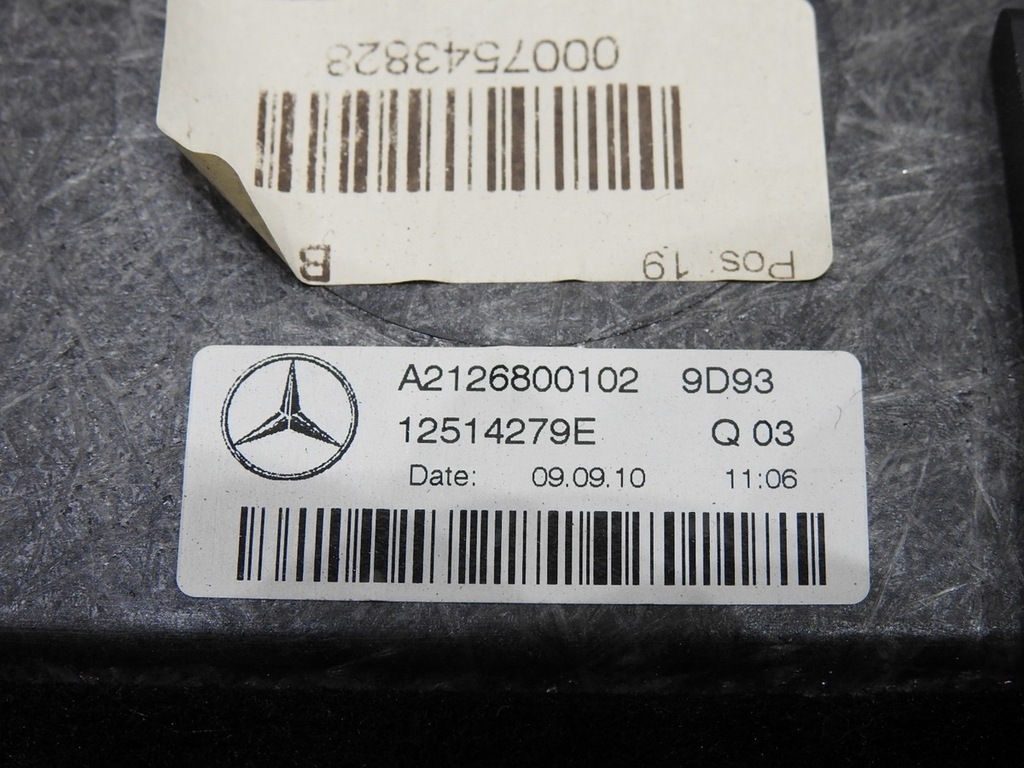 Pos. 19 B
0007543828
A2126800102 9D93
12514279E Q 03
Date: 09.09.10 11:06